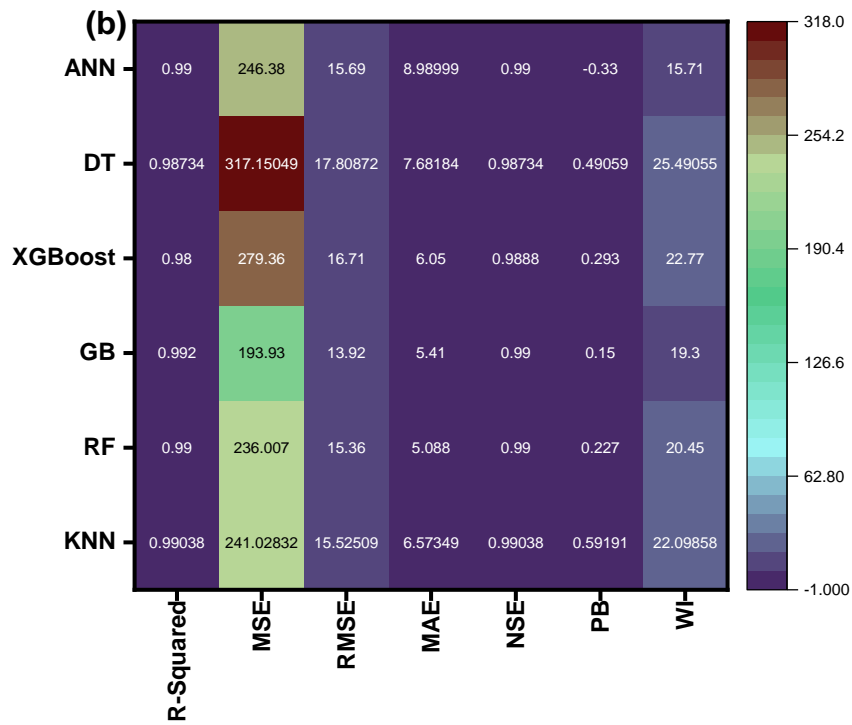 (b)
318.0
ANN 0.99 246.38 15.69 8.98999 0.99 -0.33 15.71
254.2
DT 0.98734 317.15049 17.80872 7.68184 0.98734 0.49059 25.49055
190.4
XGBoost 0.98 279.36 16.71 6.05 0.9888 0.293 22.77
GB 0.992 193.93 13.92 5.41 0.99 0.15 19.3
126.6
RF 0.99 236.007 15.36 5.088 0.99 0.227 20.45
62.80
KNN 0.99038 241.02832 15.52509 6.57349 0.99038 0.59191 22.09858
-1.000
R-Squared MSE RMSE MAE NSE PB WI